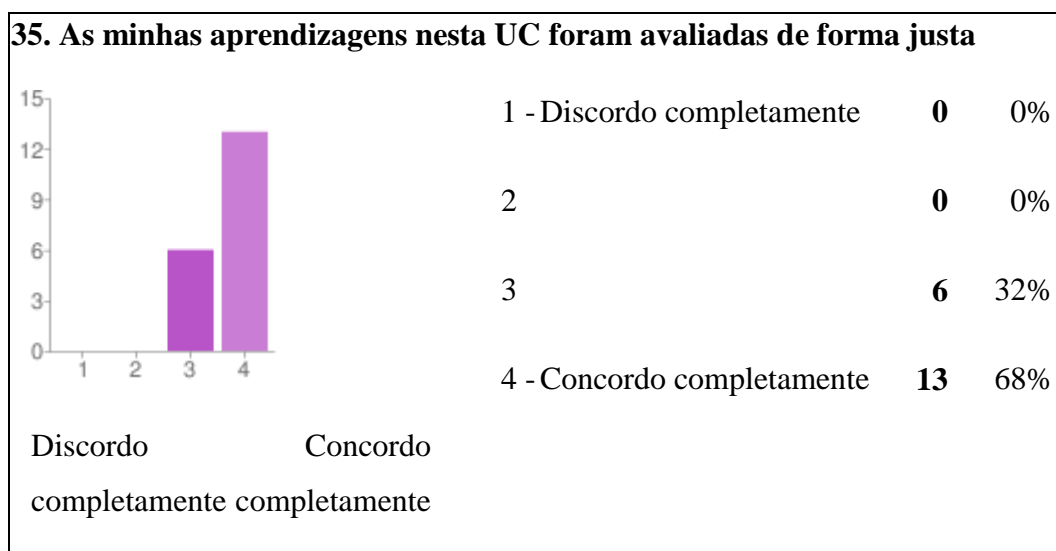 35. As minhas aprendizagens nesta UC foram avaliadas de forma justa
15
12
9
6
3
0
1 2 3 4
Discordo Concordo
completamente completamente
1 - Discordo completamente 0 0%
2 0 0%
3 6 32%
4 - Concordo completamente 13 68%